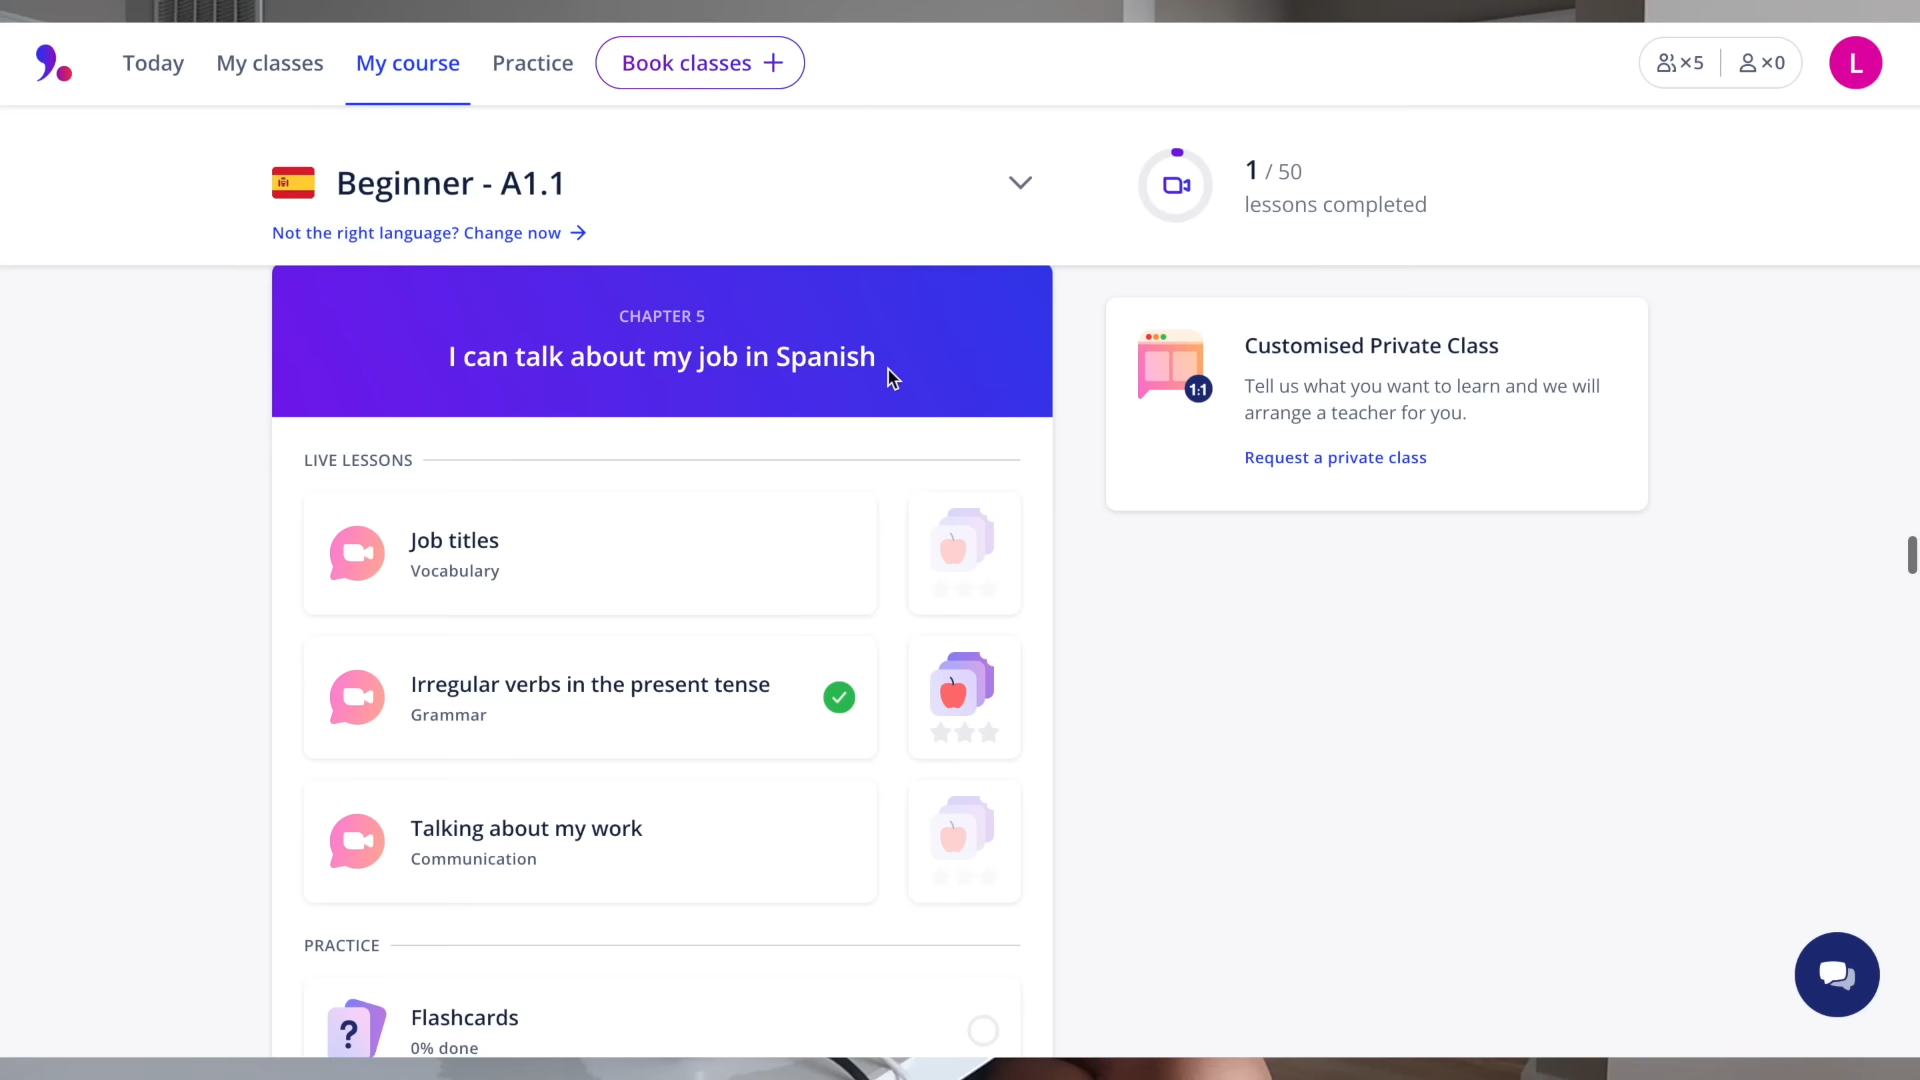 Today
My classes
My course
Practice
Book classes +
×5
×0
L
Beginner - A1.1
Not the right language? Change now →
1 / 50
lessons completed
CHAPTER 5
I can talk about my job in Spanish
Customised Private Class
Tell us what you want to learn and we will
arrange a teacher for you.
Request a private class
1:1
LIVE LESSONS
Job titles
Vocabulary
Irregular verbs in the present tense
Grammar
Talking about my work
Communication
PRACTICE
?
Flashcards
0% done